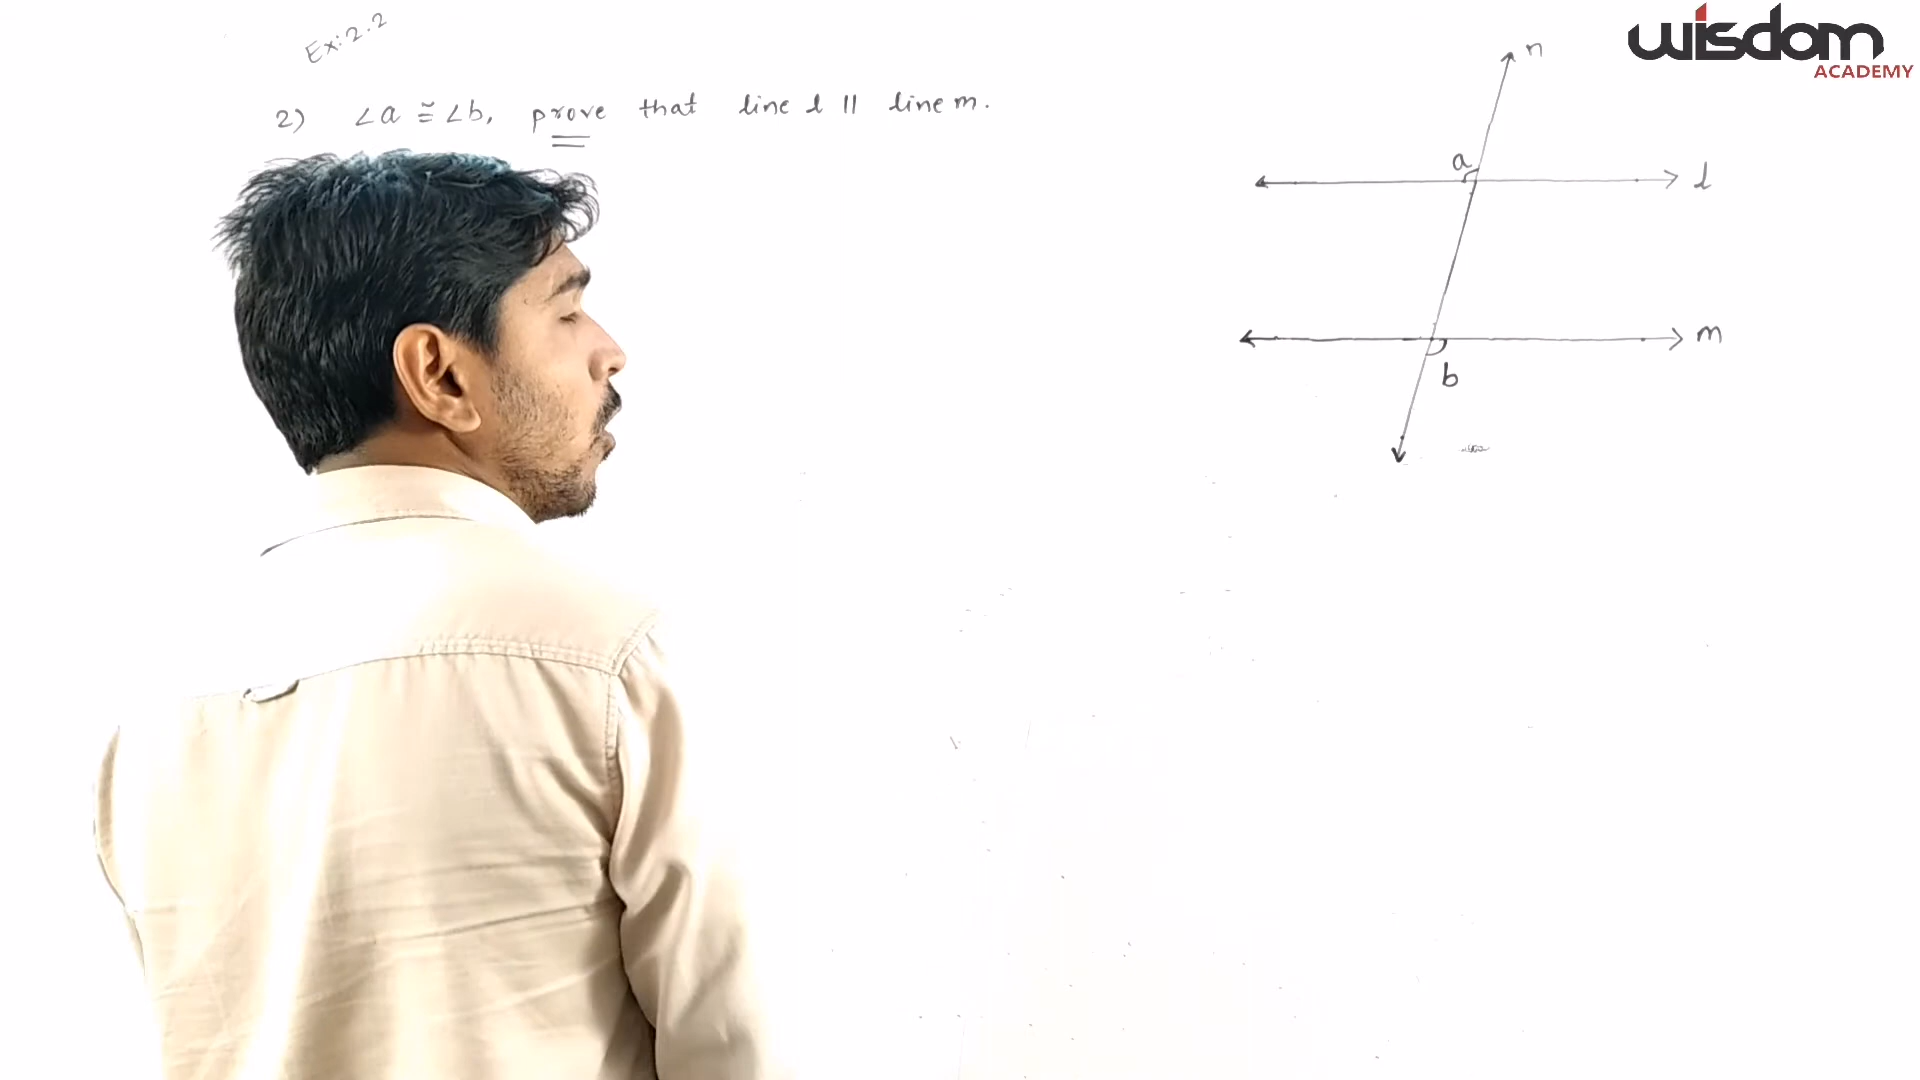 Ex: 2.2
2) ∠a ≅ ∠b, prove that line l || line m.
wisdom
ACADEMY
n
a
l
m
b